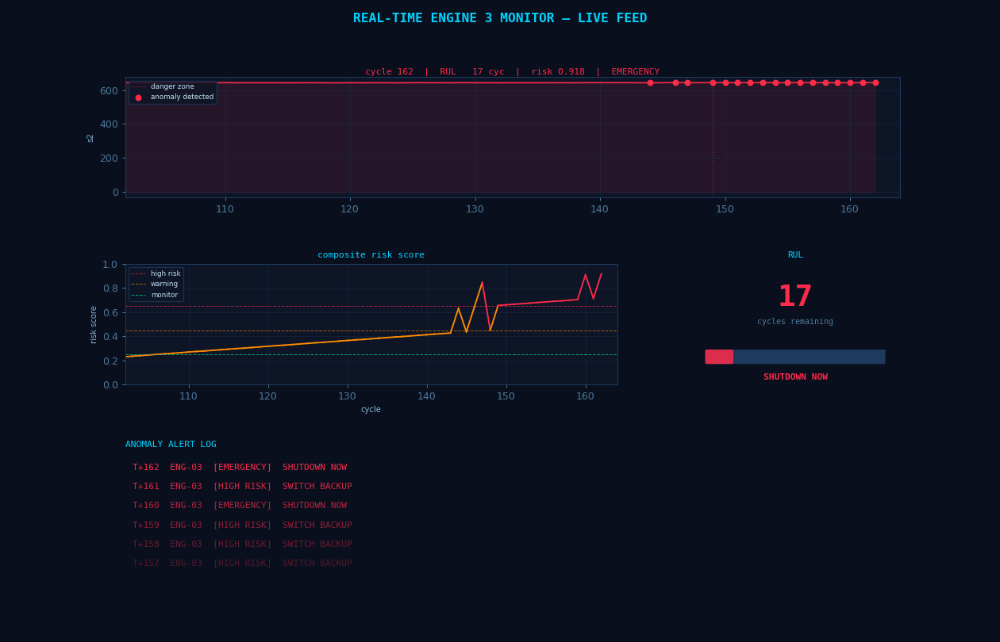 REAL-TIME ENGINE 3 MONITOR — LIVE FEED
cycle 162 | RUL 17 cyc | risk 0.918 | EMERGENCY
danger zone
anomaly detected
600
400
200
0
s2
110 120 130 140 150 160
composite risk score
high risk
warning
monitor
1.0
0.8
0.6
0.4
0.2
0.0
risk score
110 120 130 140 150 160
cycle
RUL
17
cycles remaining
SHUTDOWN NOW
ANOMALY ALERT LOG
T+162 ENG-03 [EMERGENCY] SHUTDOWN NOW
T+161 ENG-03 [HIGH RISK] SWITCH BACKUP
T+160 ENG-03 [EMERGENCY] SHUTDOWN NOW
T+159 ENG-03 [HIGH RISK] SWITCH BACKUP
T+158 ENG-03 [HIGH RISK] SWITCH BACKUP
T+157 ENG-03 [HIGH RISK] SWITCH BACKUP